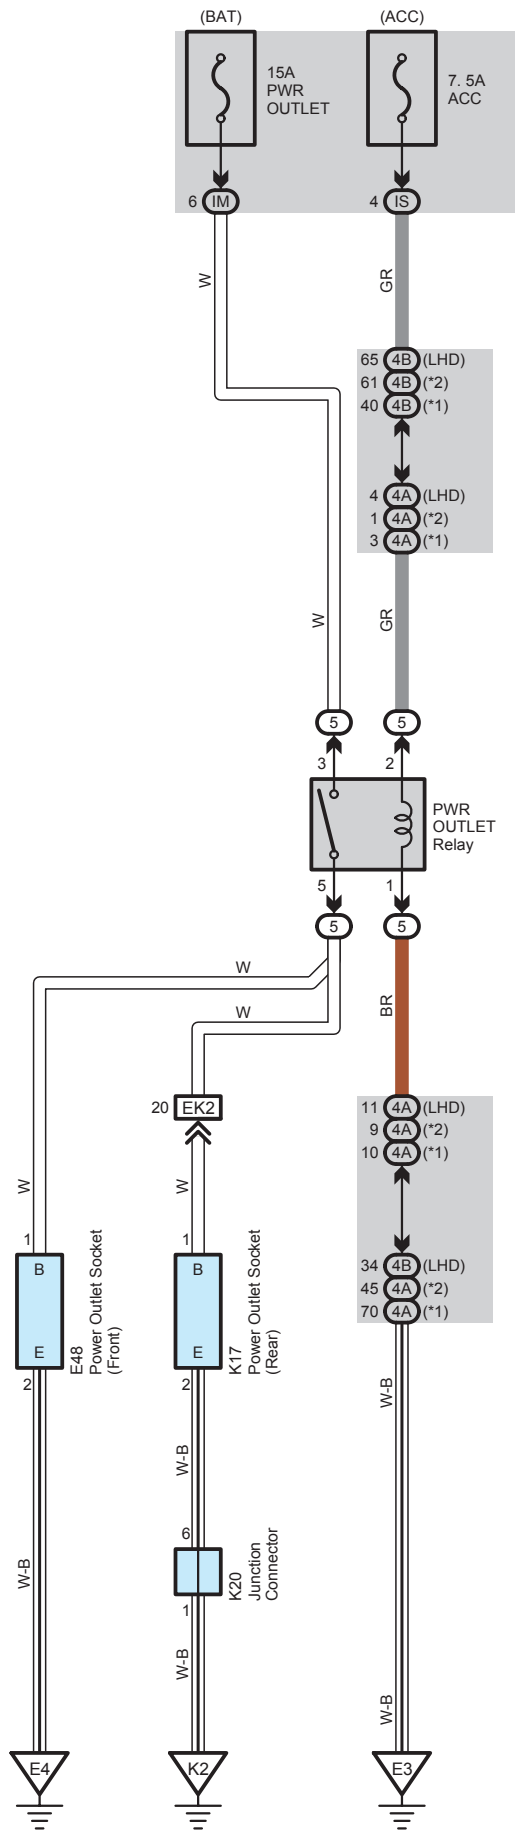 (BAT)
(ACC)
15A
PWR
OUTLET
7. 5A
ACC
6 IM
4 IS
W
GR
65 4B (LHD)
61 4B (*2)
40 4B (*1)
4 4A (LHD)
1 4A (*2)
3 4A (*1)
W
GR
5
5
3
2
PWR
OUTLET
Relay
5
1
5
5
W
W
BR
20 EK2
11 4A (LHD)
9 4A (*2)
10 4A (*1)
W
W
1
B
E
2
E48
Power Outlet Socket
(Front)
1
B
E
2
K17
Power Outlet Socket
(Rear)
34 4B (LHD)
45 4A (*2)
70 4A (*1)
W-B
W-B
6
1
K20
Junction
Connector
W-B
W-B
W-B
E4
K2
E3